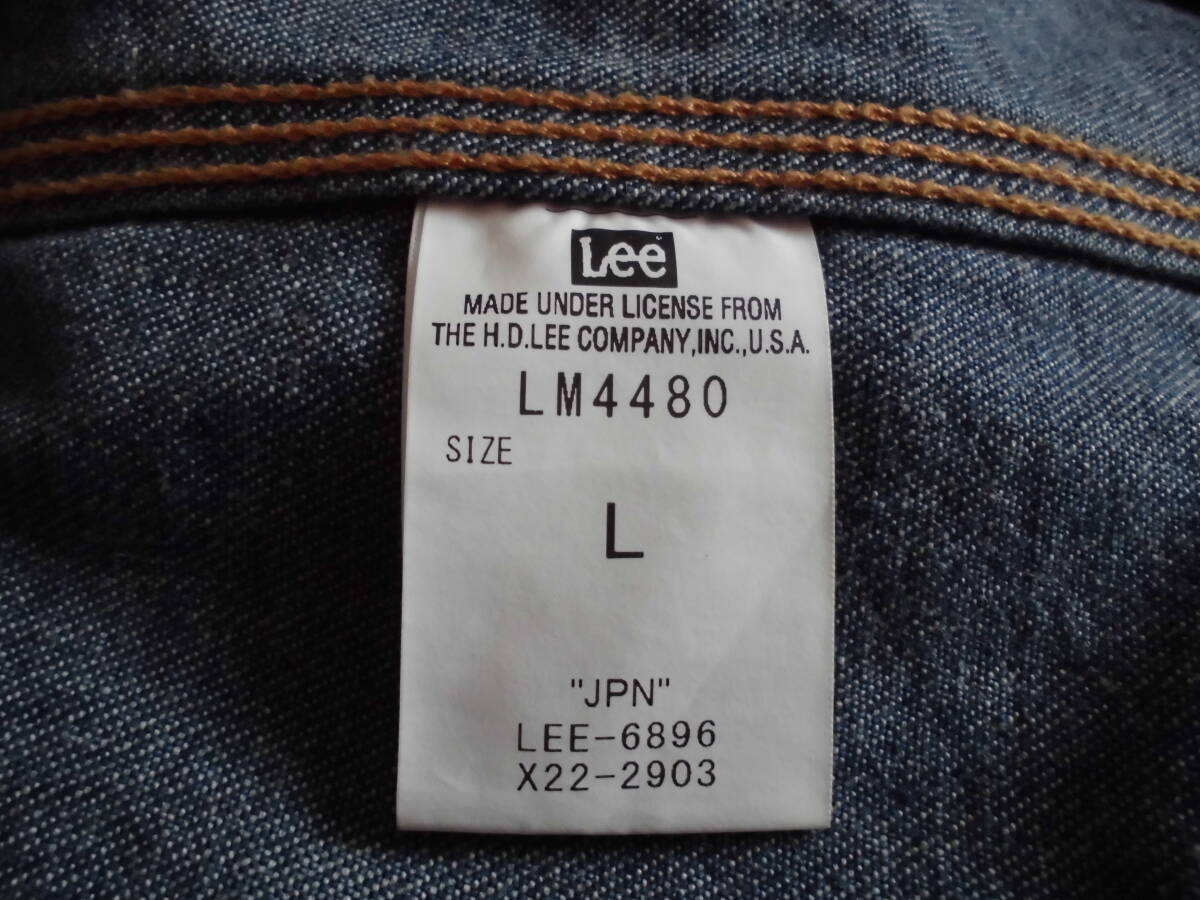 Lee
MADE UNDER LICENSE FROM
THE H.D.LEE COMPANY,INC.,U.S.A.
LM4480
SIZE
L
"JPN"
LEE-6896
X22-2903